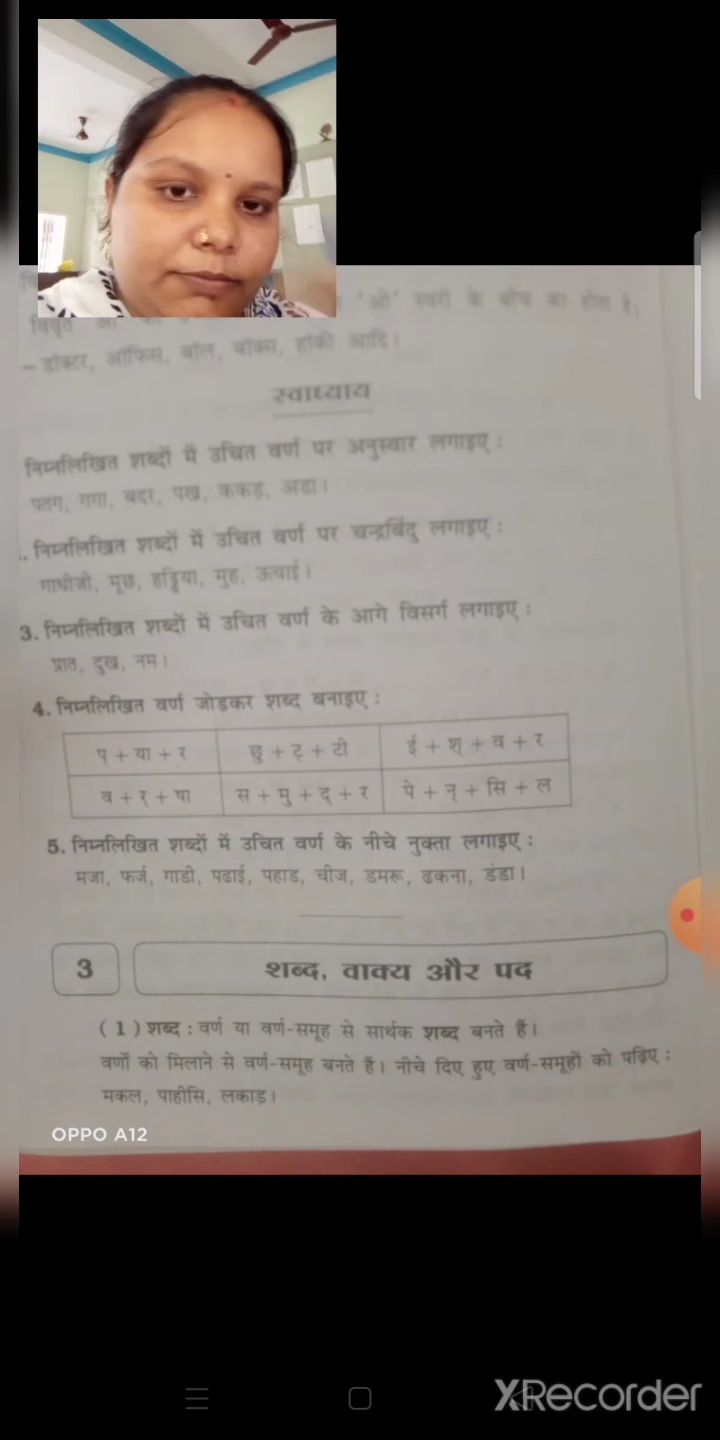 'ओ' स्वरों के बीच का होता है।
विवृत
– डॉक्टर, ऑफिस, बॉल, बॉक्स, हॉकी आदि।
स्वाध्याय
निम्नलिखित शब्दों में उचित वर्ण पर अनुस्वार लगाइए :
पतग, गगा, बदर, पख, ककड़, अडा।
. निम्नलिखित शब्दों में उचित वर्ण पर चन्द्रबिंदु लगाइए :
गाधीजी, मूछ, हड्डिया, मुह, ऊचाई।
3. निम्नलिखित शब्दों में उचित वर्ण के आगे विसर्ग लगाइए :
प्रात, दुख, नम।
4. निम्नलिखित वर्ण जोड़कर शब्द बनाइए :
प् + या + र छु + ट् + टी ई + श् + व + र
व + र् + षा स + मु + द् + र पे + न् + सि + ल
5. निम्नलिखित शब्दों में उचित वर्ण के नीचे नुक्ता लगाइए :
मजा, फर्ज, गाडी, पढाई, पहाड, चीज, डमरू, ढकना, डंडा।
3 शब्द, वाक्य और पद
(1) शब्द : वर्ण या वर्ण-समूह से सार्थक शब्द बनते हैं।
वर्णों को मिलाने से वर्ण-समूह बनते हैं। नीचे दिए हुए वर्ण-समूहों को पढ़िए :
मकल, पाहीसि, लकाड़।
OPPO A12
XRecorder